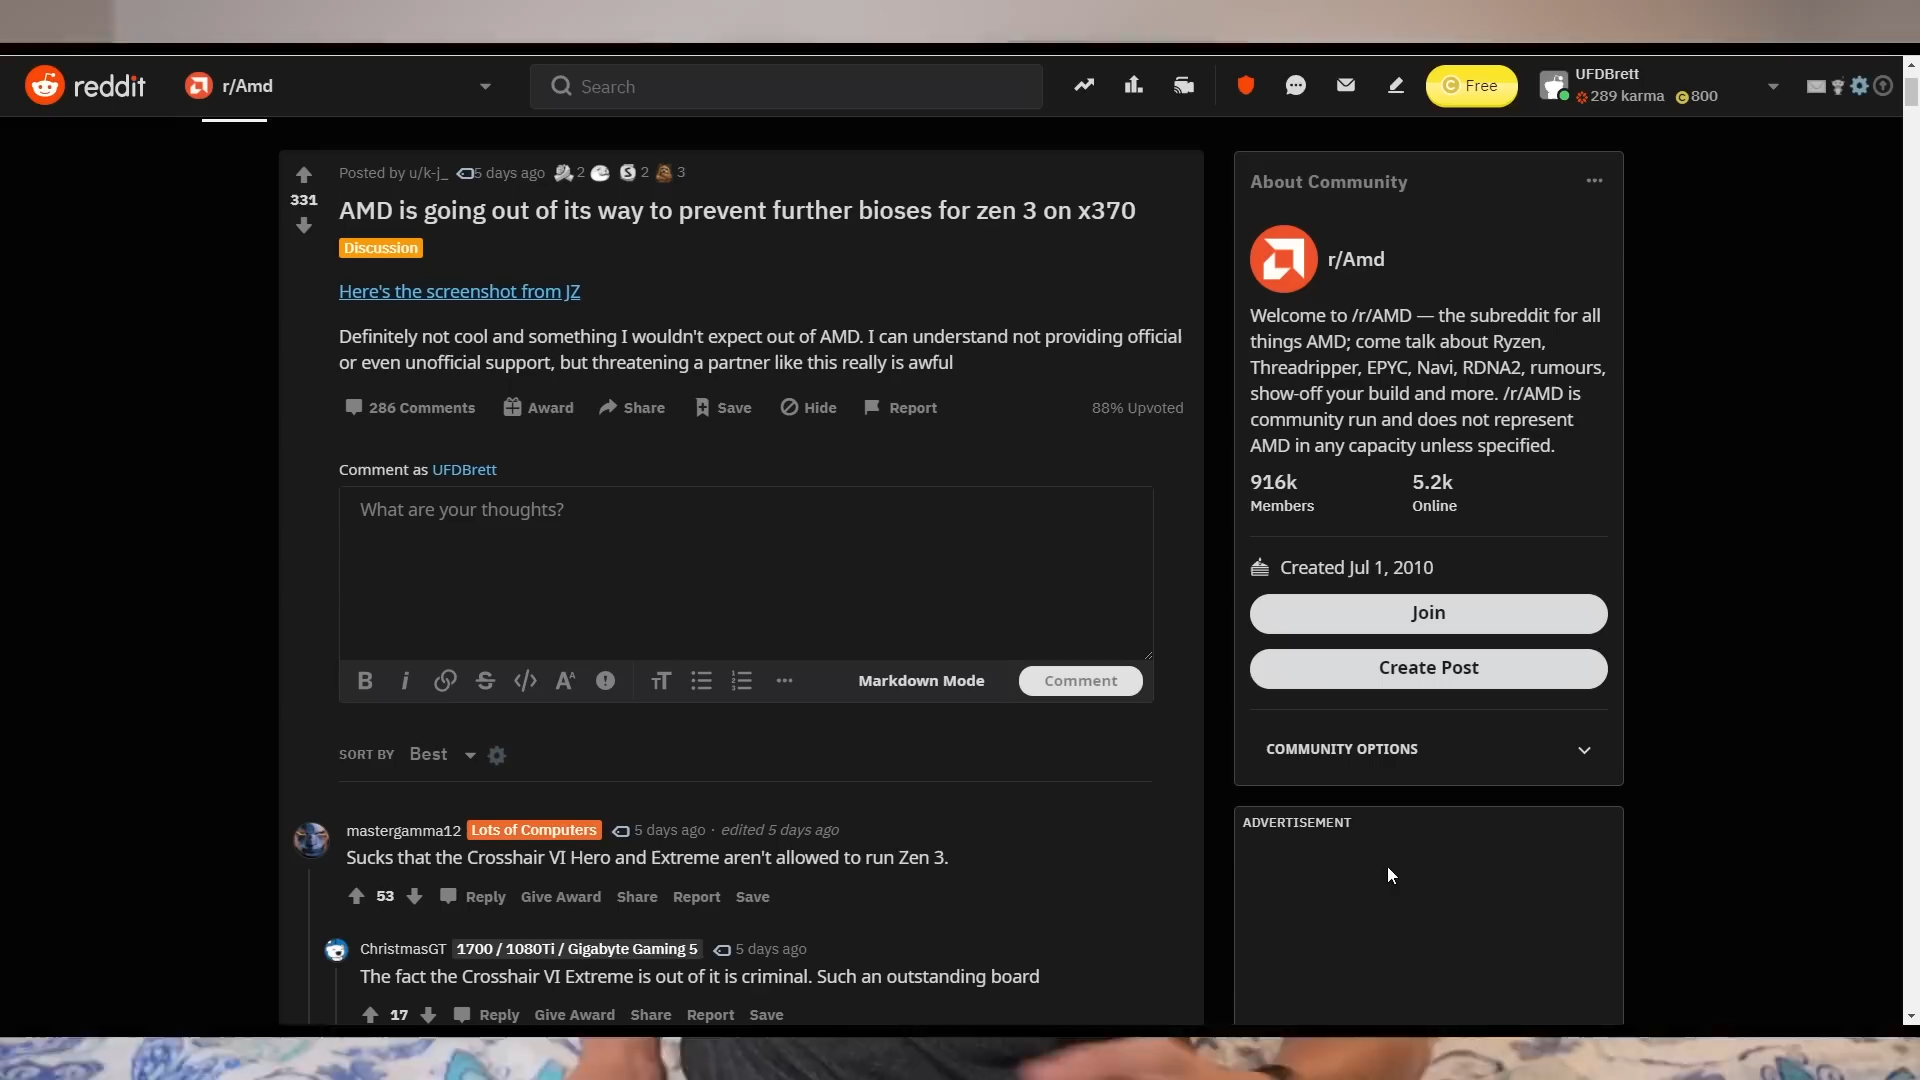 reddit
r/Amd
Search
Free
UFDBrett
289 karma
800
Posted by u/k-j_ 5 days ago 2 2 3
331
AMD is going out of its way to prevent further bioses for zen 3 on x370
Discussion
Here's the screenshot from JZ
Definitely not cool and something I wouldn't expect out of AMD. I can understand not providing official
or even unofficial support, but threatening a partner like this really is awful
286 Comments Award Share Save Hide Report 88% Upvoted
Comment as UFDBrett
What are your thoughts?
Markdown Mode
Comment
SORT BY Best
mastergamma12 Lots of Computers 5 days ago · edited 5 days ago
Sucks that the Crosshair VI Hero and Extreme aren't allowed to run Zen 3.
53 Reply Give Award Share Report Save
ChristmasGT 1700 / 1080Ti / Gigabyte Gaming 5 5 days ago
The fact the Crosshair VI Extreme is out of it is criminal. Such an outstanding board
17 Reply Give Award Share Report Save
About Community
r/Amd
Welcome to /r/AMD — the subreddit for all
things AMD; come talk about Ryzen,
Threadripper, EPYC, Navi, RDNA2, rumours,
show-off your build and more. /r/AMD is
community run and does not represent
AMD in any capacity unless specified.
916k 5.2k
Members Online
Created Jul 1, 2010
Join
Create Post
COMMUNITY OPTIONS
ADVERTISEMENT